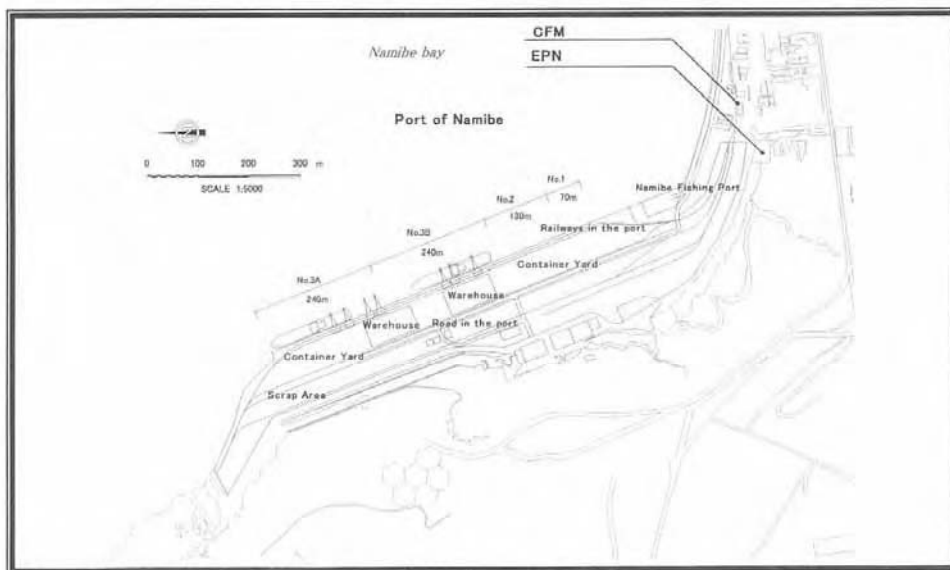 CFM
EPN
Namibe bay
Port of Namibe
0 100 200 300 m
SCALE 1:5000
No.1
70m
No.2
130m
No.3B
240m
No.3A
240m
Namibe Fishing Port
Railways in the port
Container Yard
Warehouse
Warehouse
Road in the port
Container Yard
Scrap Area